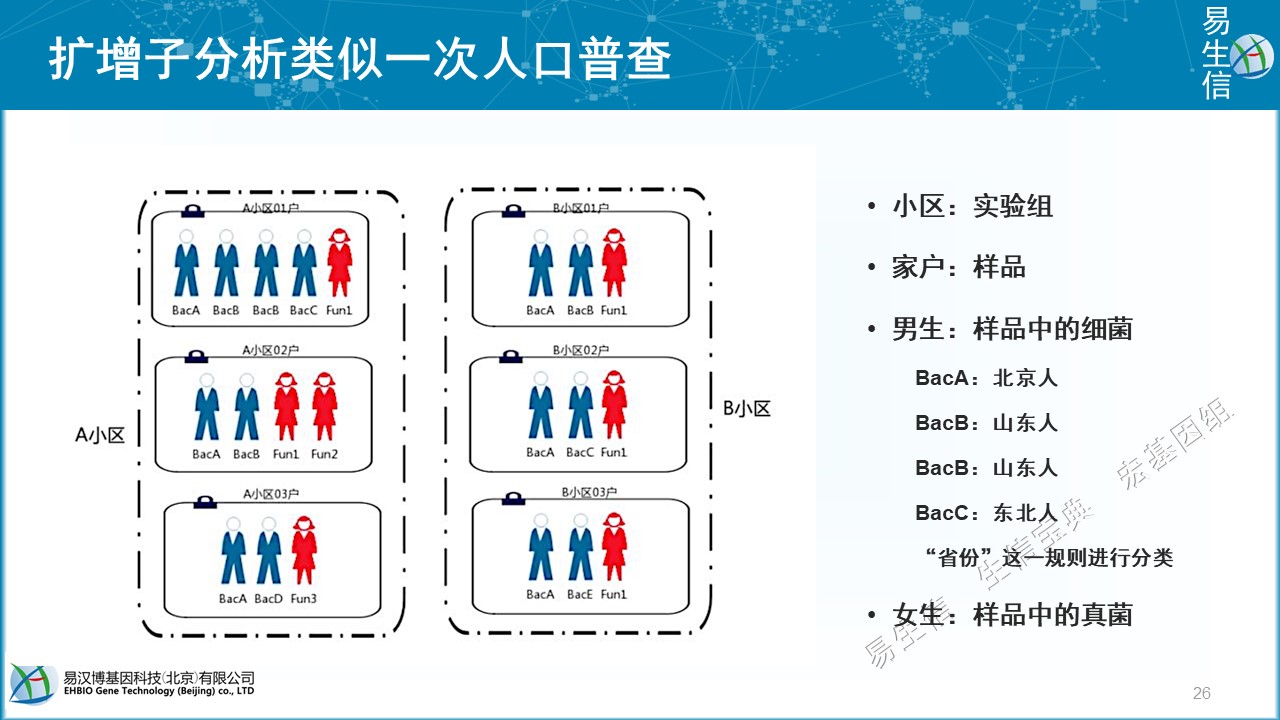 扩增子分析类似一次人口普查
易生信
A小区01户
BacA BacB BacB BacC Fun1
A小区02户
BacA BacB Fun1 Fun2
A小区03户
BacA BacD Fun3
A小区
B小区01户
BacA BacB Fun1
B小区02户
BacA BacC Fun1
B小区03户
BacA BacE Fun1
B小区
• 小区：实验组
• 家户：样品
• 男生：样品中的细菌
BacA：北京人
BacB：山东人
BacB：山东人
BacC：东北人
“省份”这一规则进行分类
• 女生：样品中的真菌
易生信 生信宝典 宏基因组
易汉博基因科技(北京)有限公司
EHBIO Gene Technology (Beijing) co., LTD
26